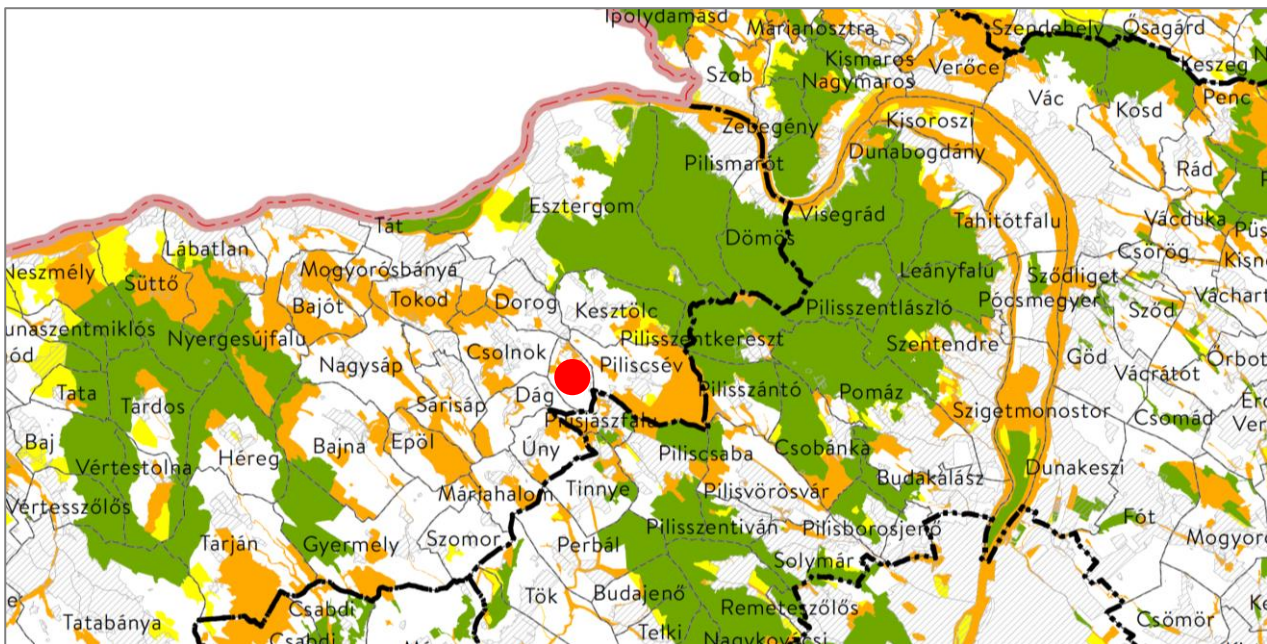 Ipolydamásd
Márianosztra
Szendehely
Ősagárd
Kismaros
Verőce
Keszeg
Szob
Nagymaros
Vác
Penc
Kosd
Kisoroszi
Zebegény
Dunabogdány
Pilismarót
Rád
Esztergom
Visegrád
Tahitótfalu
Vácduka
Tát
Dömös
Csörög
Lábatlan
Neszmély
Süttő
Mogyorósbánya
Leányfalu
Sződliget
Bajót
Tokod
Dorog
Kesztölc
Pilisszentlászló
Pócsmegyer
Sződ
Nyergesújfalu
Pilisszentkereszt
Szentendre
Csolnok
Göd
Nagysáp
Piliscsév
Vácrátót
Tata
Tardos
Dág
Pilisszántó
Pomáz
Sárisáp
Szigetmonostor
Csomád
Baj
Bajna
Epöl
Piliscsaba
Csobánka
Héreg
Úny
Vértestolna
Dunakeszi
Budakalász
Máriahalom
Tinnye
Pilisvörösvár
Vértesszőlős
Fót
Pilisszentiván
Pilisborosjenő
Tarján
Gyermely
Szomor
Perbál
Solymár
Tök
Budajenő
Csabdi
Remeteszőlős
Tatabánya
Csömör
Csabdi
Telki
Nagykovácsi